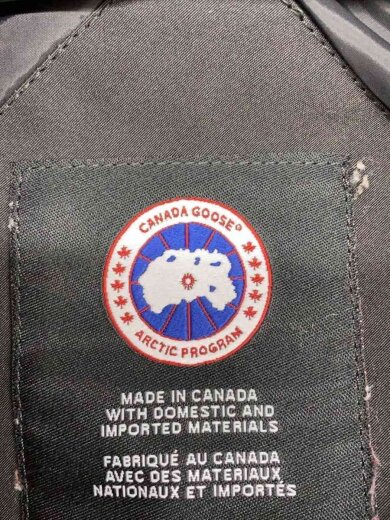 CANADA GOOSE®
ARCTIC PROGRAM
MADE IN CANADA
WITH DOMESTIC AND
IMPORTED MATERIALS
FABRIQUÉ AU CANADA
AVEC DES MATERIAUX
NATIONAUX ET IMPORTÉS